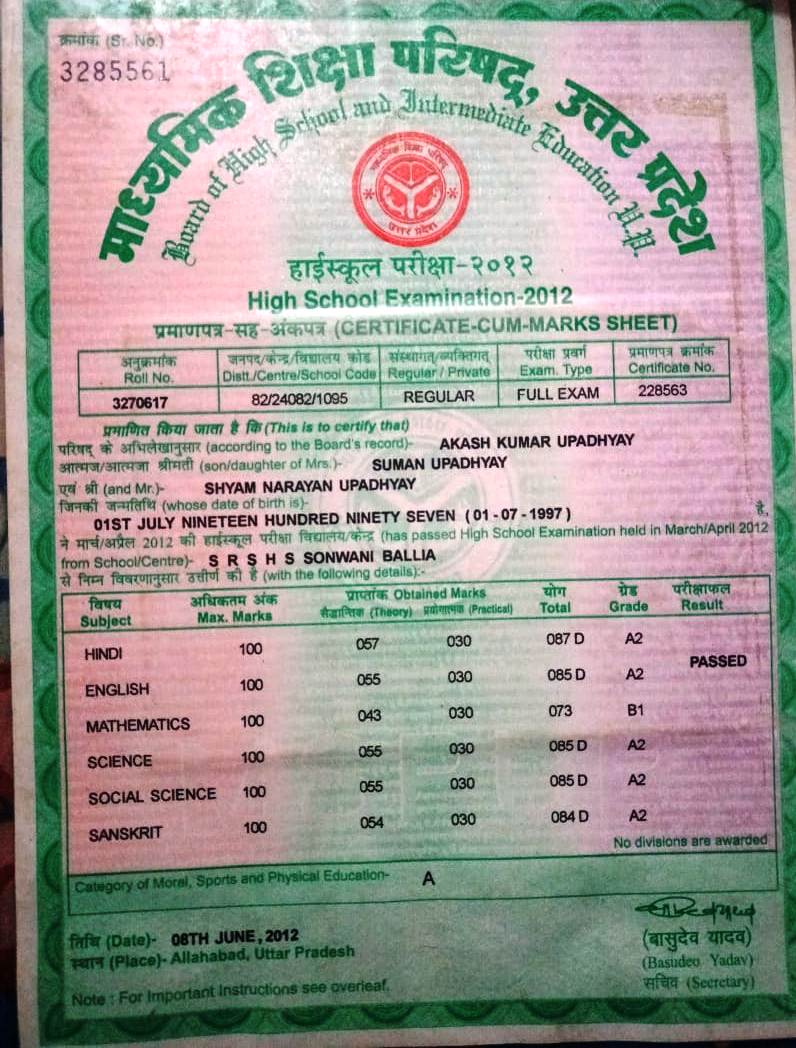 क्रमांक (Sr. No.)
3285561
माध्यमिक शिक्षा परिषद्, उत्तर प्रदेश
Board of High School and Intermediate Education U.P.
माध्यमिक शिक्षा परिषद्
उत्तर प्रदेश
हाईस्कूल परीक्षा-२०१२
High School Examination-2012
प्रमाणपत्र-सह-अंकपत्र (CERTIFICATE-CUM-MARKS SHEET)
अनुक्रमांक जनपद/केन्द्र/विद्यालय कोड संस्थागत/व्यक्तिगत परीक्षा प्रवर्ग प्रमाणपत्र क्रमांक
Roll No. Distt./Centre/School Code Regular / Private Exam. Type Certificate No.
3270617 82/24082/1095 REGULAR FULL EXAM 228563
प्रमाणित किया जाता है कि (This is to certify that)
परिषद् के अभिलेखानुसार (according to the Board's record)- AKASH KUMAR UPADHYAY
आत्मज/आत्मजा श्रीमती (son/daughter of Mrs.)- SUMAN UPADHYAY
एवं श्री (and Mr.)- SHYAM NARAYAN UPADHYAY
जिनकी जन्मतिथि (whose date of birth is)-
01ST JULY NINETEEN HUNDRED NINETY SEVEN ( 01 - 07 - 1997 ) है,
ने मार्च/अप्रैल 2012 की हाईस्कूल परीक्षा विद्यालय/केन्द्र (has passed High School Examination held in March/April 2012
from School/Centre)- S R S H S SONWANI BALLIA
से निम्न विवरणानुसार उत्तीर्ण की है (with the following details):-
विषय अधिकतम अंक प्राप्तांक Obtained Marks योग ग्रेड परीक्षाफल
Subject Max. Marks सैद्धान्तिक (Theory) प्रयोगात्मक (Practical) Total Grade Result
HINDI 100 057 030 087 D A2 PASSED
ENGLISH 100 055 030 085 D A2
MATHEMATICS 100 043 030 073 B1
SCIENCE 100 055 030 085 D A2
SOCIAL SCIENCE 100 055 030 085 D A2
SANSKRIT 100 054 030 084 D A2
No divisions are awarded
Category of Moral, Sports and Physical Education- A
तिथि (Date)- 08TH JUNE, 2012
स्थान (Place)- Allahabad, Uttar Pradesh
(बासुदेव यादव)
(Basudeo Yadav)
सचिव (Secretary)
Note : For Important Instructions see overleaf.